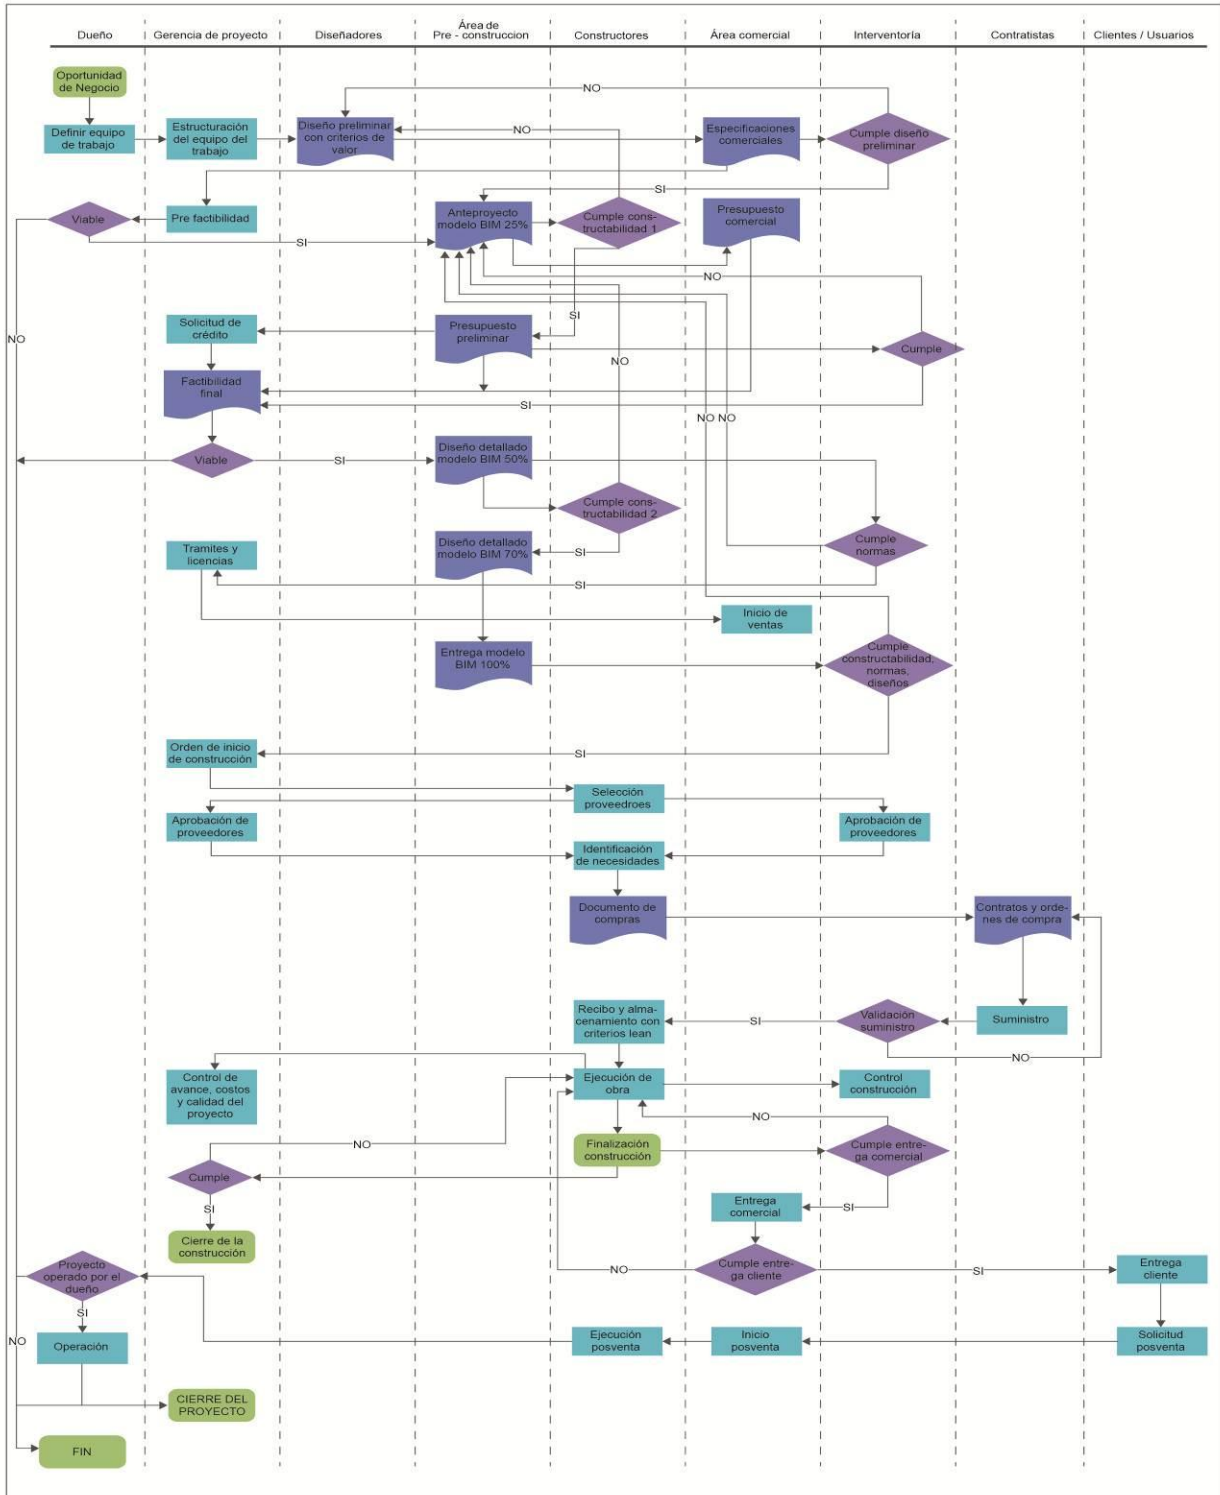 Dueño
Gerencia de proyecto
Diseñadores
Área de
Pre - construccion
Constructores
Área comercial
Interventoría
Contratistas
Clientes / Usuarios
Oportunidad
de Negocio
NO
Definir equipo
de trabajo
Estructuración
del equipo del
trabajo
Diseño preliminar
con criterios de
valor
NO
Especificaciones
comerciales
Cumple diseño
preliminar
SI
Viable
Pre factibilidad
Anteproyecto
modelo BIM 25%
Cumple cons-
tructabilidad 1
Presupuesto
comercial
SI
NO
SI
Solicitud de
crédito
Presupuesto
preliminar
NO
Cumple
NO
Factibilidad
final
SI
NO NO
Viable
SI
Diseño detallado
modelo BIM 50%
Cumple cons-
tructabilidad 2
Cumple
normas
Tramites y
licencias
Diseño detallado
modelo BIM 70%
SI
SI
Inicio de
ventas
Entrega modelo
BIM 100%
Cumple
constructabilidad,
normas,
diseños
Orden de inicio
de construcción
SI
Selección
proveedroes
Aprobación de
proveedores
Aprobación de
proveedores
Identificación
de necesidades
Documento de
compras
Contratos y orde-
nes de compra
Recibo y alma-
cenamiento con
criterios lean
SI
Validación
suministro
Suministro
NO
Control de
avance, costos
y calidad del
proyecto
Ejecución de
obra
Control
construcción
NO
NO
Finalización
construcción
Cumple entre-
ga comercial
Cumple
SI
Entrega
comercial
SI
Cierre de la
construcción
Proyecto
operado por el
dueño
NO
Cumple entre-
ga cliente
SI
Entrega
cliente
SI
NO
Operación
Ejecución
posventa
Inicio
posventa
Solicitud
posventa
CIERRE DEL
PROYECTO
FIN